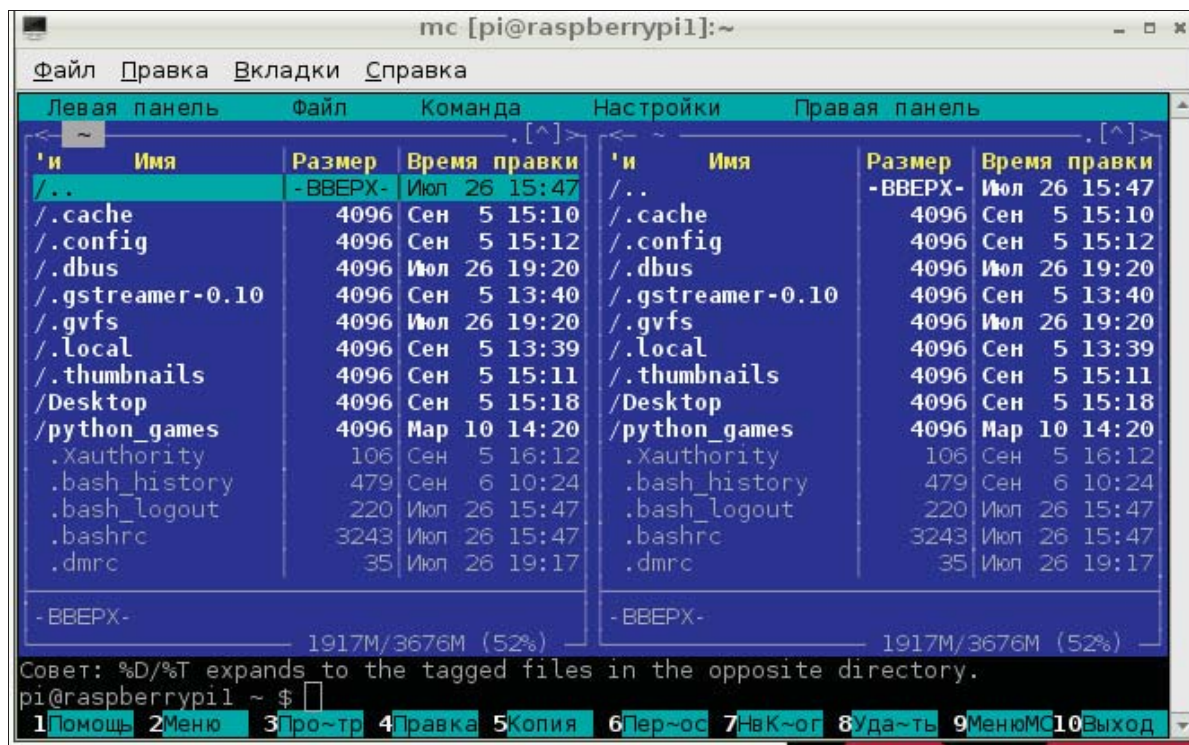 mc [pi@raspberrypi1]:~
Файл Правка Вкладки Справка
Левая панель Файл Команда Настройки Правая панель
<— ~ .[^]> <— ~ .[^]>
'и Имя Размер Время правки 'и Имя Размер Время правки
/.. -ВВЕРХ- Июл 26 15:47 /.. -ВВЕРХ- Июл 26 15:47
/.cache 4096 Сен 5 15:10 /.cache 4096 Сен 5 15:10
/.config 4096 Сен 5 15:12 /.config 4096 Сен 5 15:12
/.dbus 4096 Июл 26 19:20 /.dbus 4096 Июл 26 19:20
/.gstreamer-0.10 4096 Сен 5 13:40 /.gstreamer-0.10 4096 Сен 5 13:40
/.gvfs 4096 Июл 26 19:20 /.gvfs 4096 Июл 26 19:20
/.local 4096 Сен 5 13:39 /.local 4096 Сен 5 13:39
/.thumbnails 4096 Сен 5 15:11 /.thumbnails 4096 Сен 5 15:11
/Desktop 4096 Сен 5 15:18 /Desktop 4096 Сен 5 15:18
/python_games 4096 Мар 10 14:20 /python_games 4096 Мар 10 14:20
.Xauthority 106 Сен 5 16:12 .Xauthority 106 Сен 5 16:12
.bash_history 479 Сен 6 10:24 .bash_history 479 Сен 6 10:24
.bash_logout 220 Июл 26 15:47 .bash_logout 220 Июл 26 15:47
.bashrc 3243 Июл 26 15:47 .bashrc 3243 Июл 26 15:47
.dmrc 35 Июл 26 19:17 .dmrc 35 Июл 26 19:17
-ВВЕРХ- -ВВЕРХ-
1917M/3676M (52%) 1917M/3676M (52%)
Совет: %D/%T expands to the tagged files in the opposite directory.
pi@raspberrypi1 ~ $
1Помощь 2Меню 3Про~тр 4Правка 5Копия 6Пер~ос 7НвК~ог 8Уда~ть 9МенюMC 10Выход